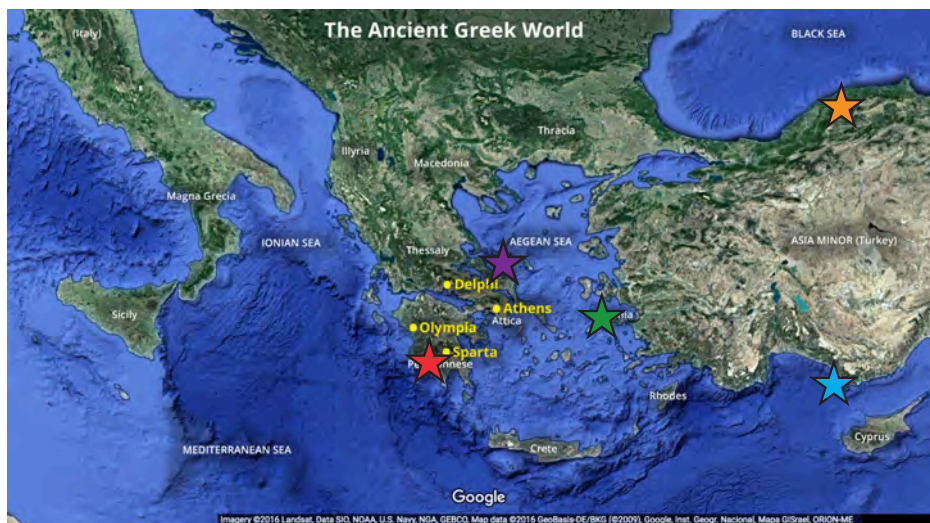 The Ancient Greek World
(Italy)
BLACK SEA
Thracia
Illyria
Macedonia
Magna Grecia
IONIAN SEA
AEGEAN SEA
ASIA MINOR (Turkey)
Thessaly
Delphi
Athens
Attica
Sicily
Olympia
Sparta
Rhodes
Cyprus
Crete
MEDITERRANEAN SEA
Google
Imagery ©2016 Landsat, Data SIO, NOAA, U.S. Navy, NGA, GEBCO, Map data ©2016 GeoBasis-DE/BKG (©2009), Google, Inst. Geogr. Nacional, Mapa GISrael, ORION-ME